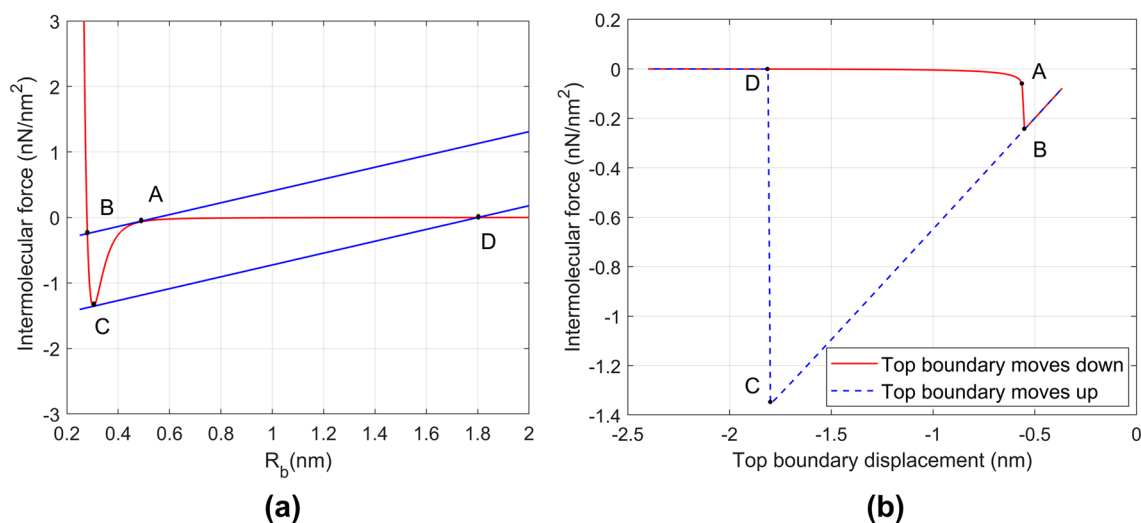 3
2
1
0
-1
-2
-3
Intermolecular force (nN/nm²)
B
A
D
C
0.2 0.4 0.6 0.8 1 1.2 1.4 1.6 1.8 2
R_b(nm)
(a)
0.2
0
-0.2
-0.4
-0.6
-0.8
-1
-1.2
-1.4
Intermolecular force (nN/nm²)
D
A
B
C
Top boundary moves down
Top boundary moves up
-2.5 -2 -1.5 -1 -0.5 0
Top boundary displacement (nm)
(b)